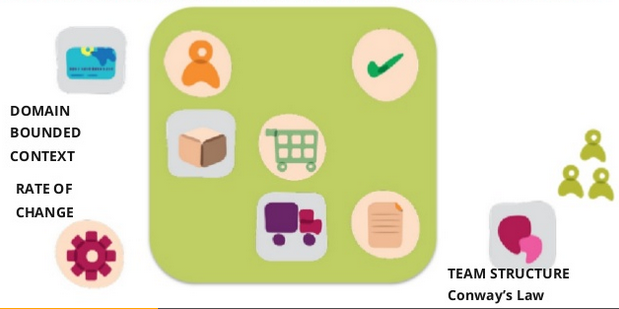 DOMAIN
BOUNDED
CONTEXT
RATE OF
CHANGE
TEAM STRUCTURE
Conway’s Law